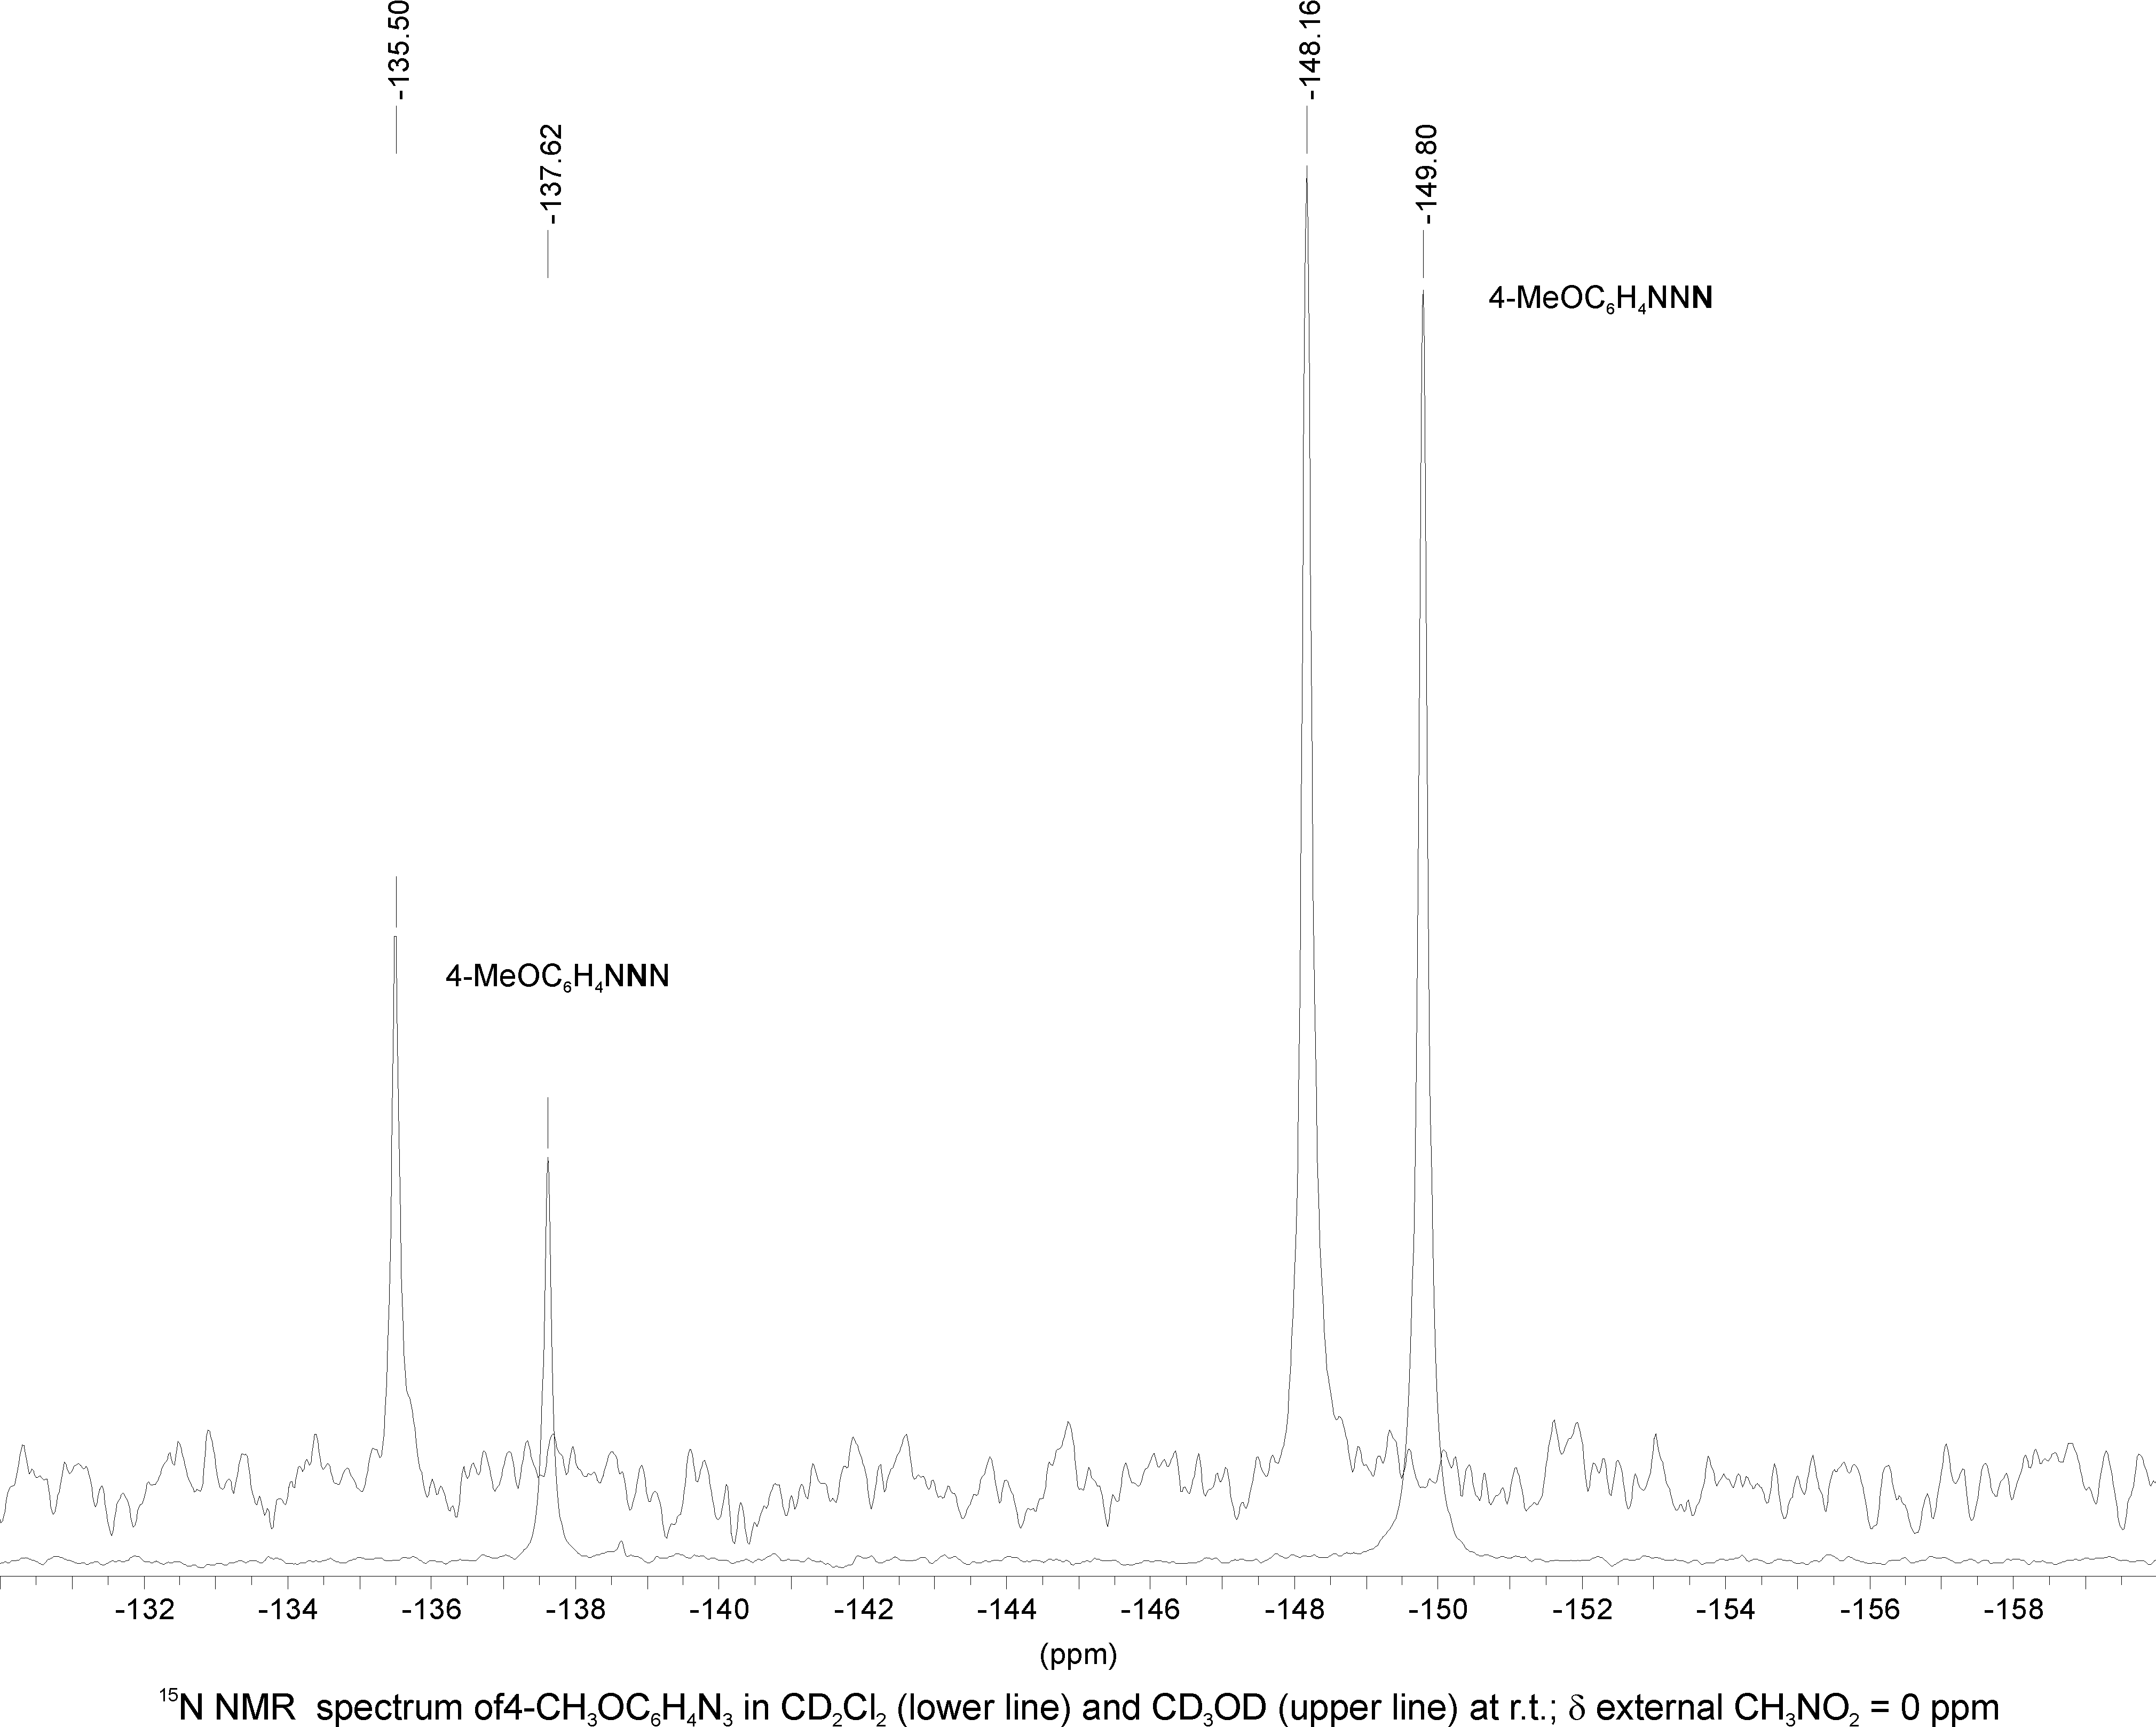 -135.50
-148.16
-137.62
-149.80
4-MeOC₆H₄NNN
4-MeOC₆H₄NNN
-132 -134 -136 -138 -140 -142 -144 -146 -148 -150 -152 -154 -156 -158
(ppm)
¹⁵N NMR spectrum of4-CH₃OC₆H₄N₃ in CD₂Cl₂ (lower line) and CD₃OD (upper line) at r.t.; δ external CH₃NO₂ = 0 ppm